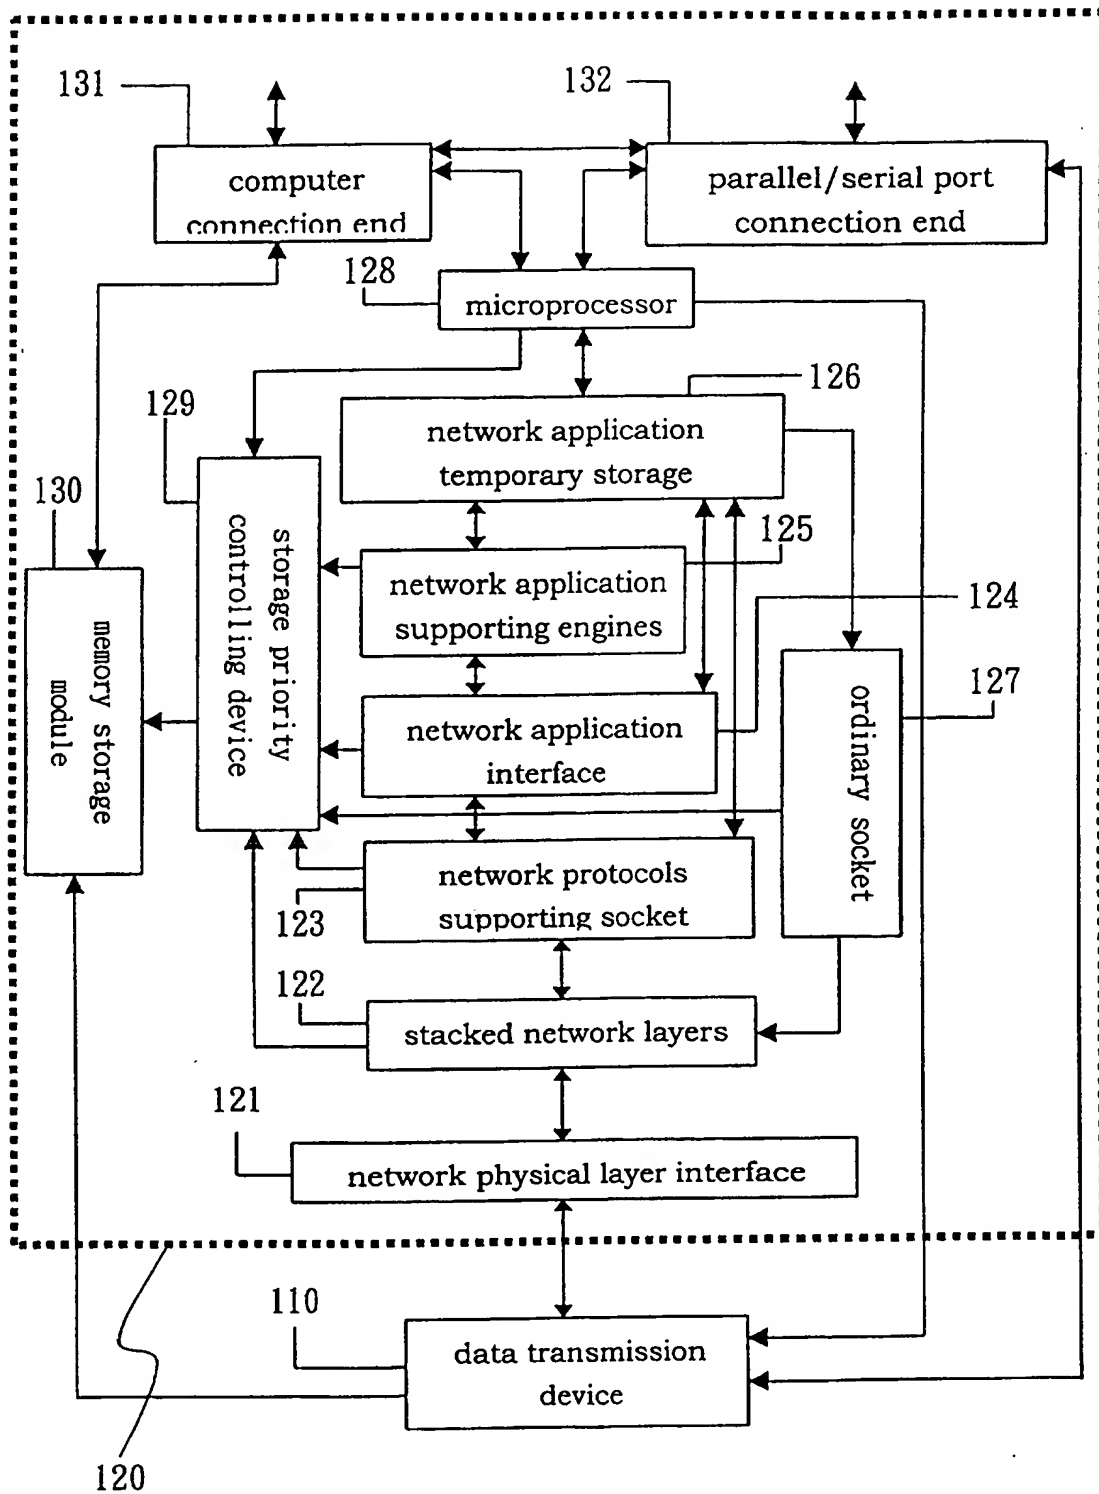 131
132
computer
connection end
parallel/serial port
connection end
128
microprocessor
126
129
network application
temporary storage
130
125
storage priority
controlling device
network application
supporting engines
124
memory storage
module
127
network application
interface
ordinary socket
network protocols
supporting socket
123
122
stacked network layers
121
network physical layer interface
110
data transmission
device
120